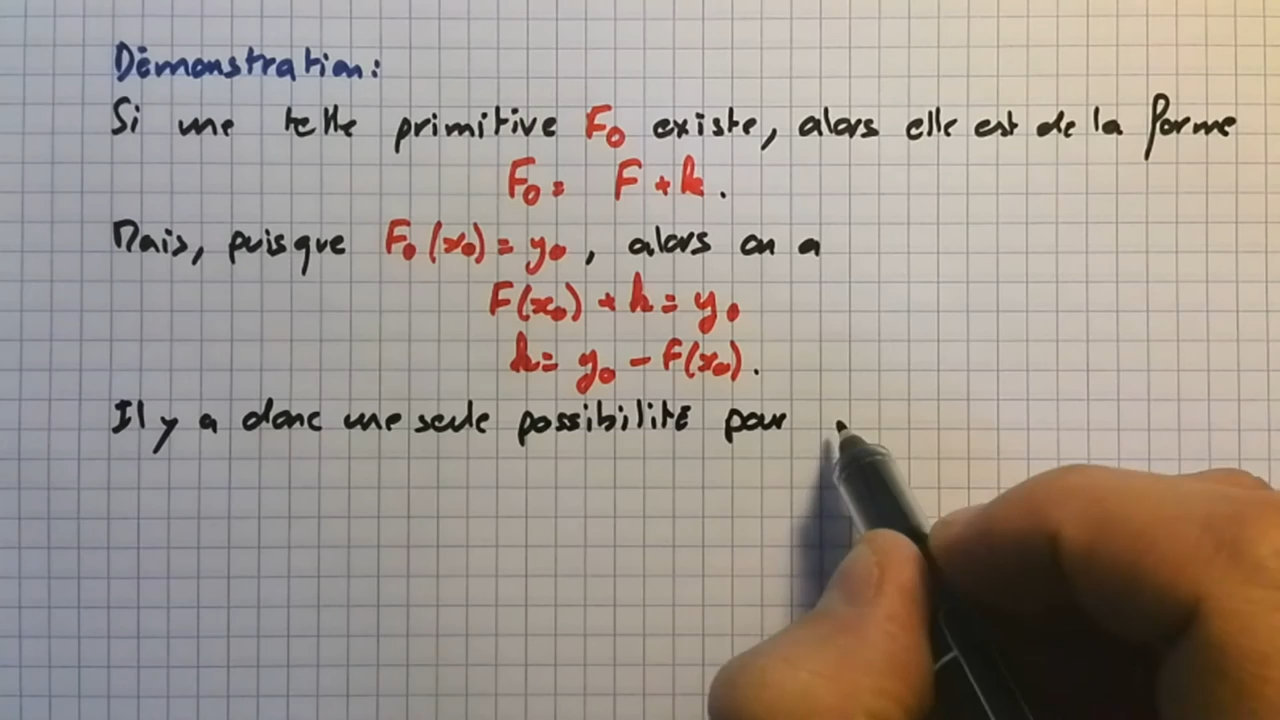 Démonstration:
Si une telle primitive F₀ existe, alors elle est de la forme
F₀ = F + k.
Mais, puisque F₀(x₀) = y₀, alors on a
F(x₀) + k = y₀
k = y₀ - F(x₀).
Il y a donc une seule possibilité pour